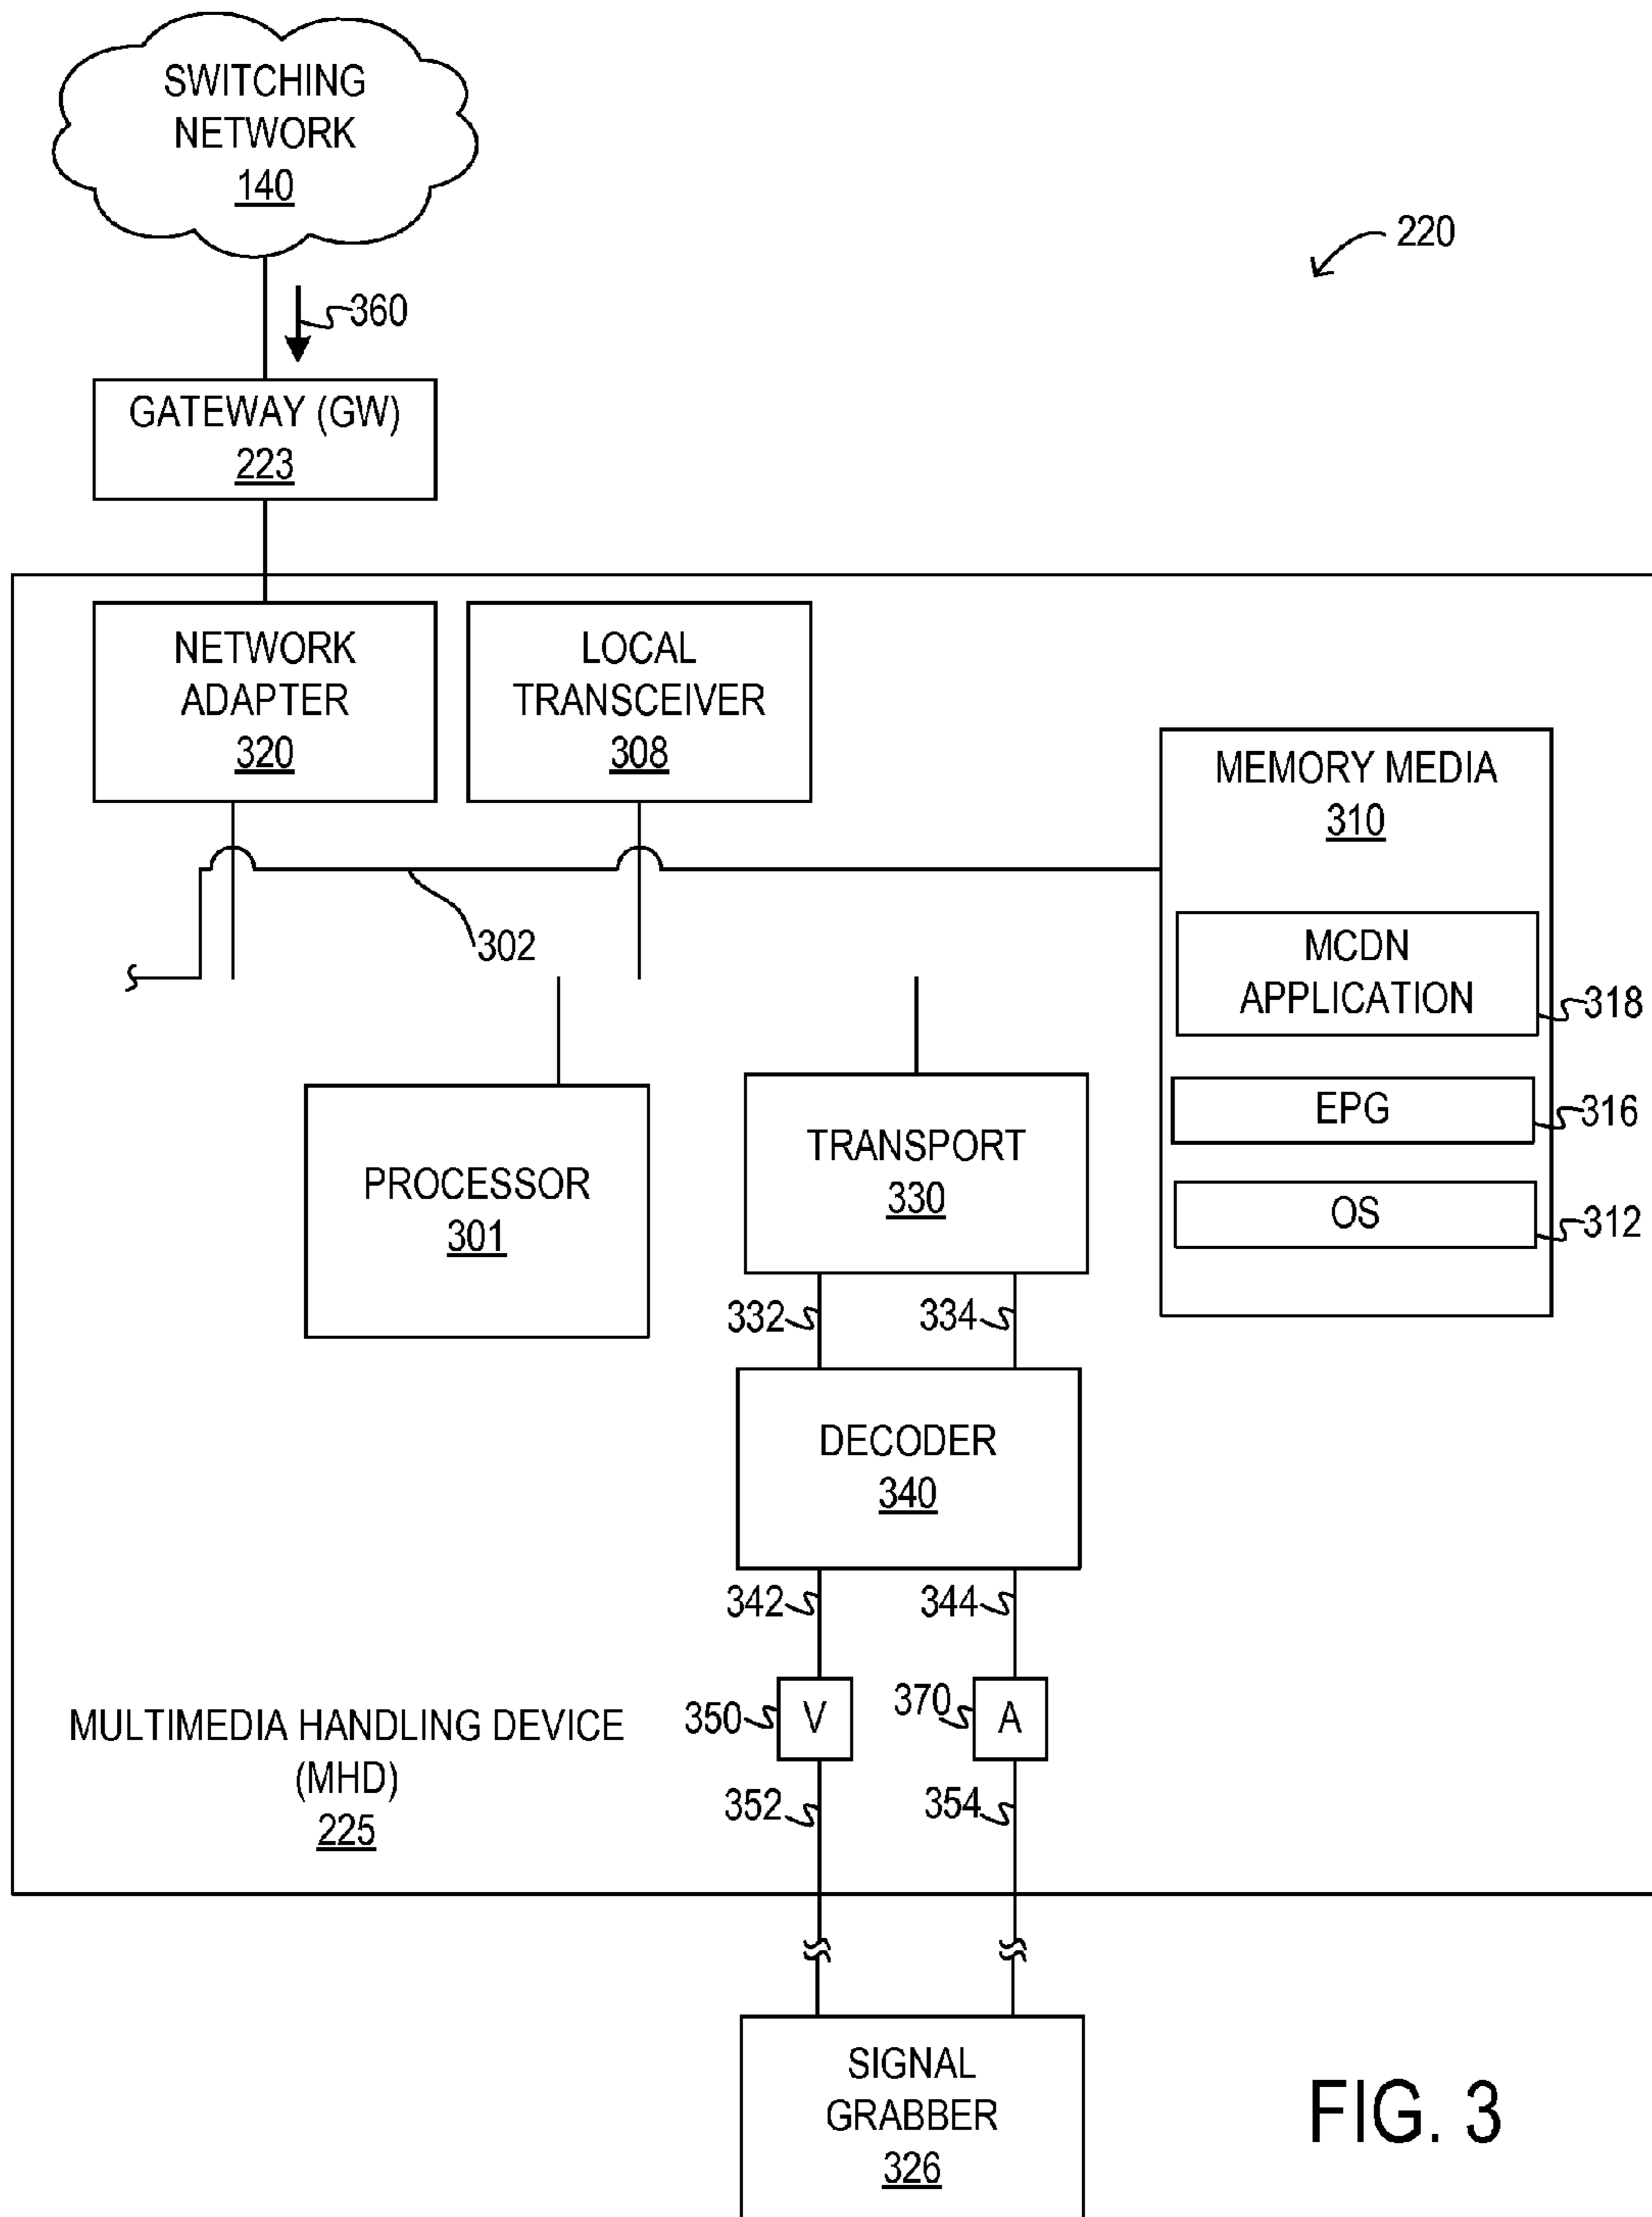 SWITCHING
NETWORK
140
220
360
GATEWAY (GW)
223
NETWORK
ADAPTER
320
LOCAL
TRANSCEIVER
308
MEMORY MEDIA
310
302
MCDN
APPLICATION
318
EPG
316
OS
312
PROCESSOR
301
TRANSPORT
330
332
334
DECODER
340
342
344
350
V
370
A
MULTIMEDIA HANDLING DEVICE
(MHD)
225
352
354
SIGNAL
GRABBER
326
FIG. 3